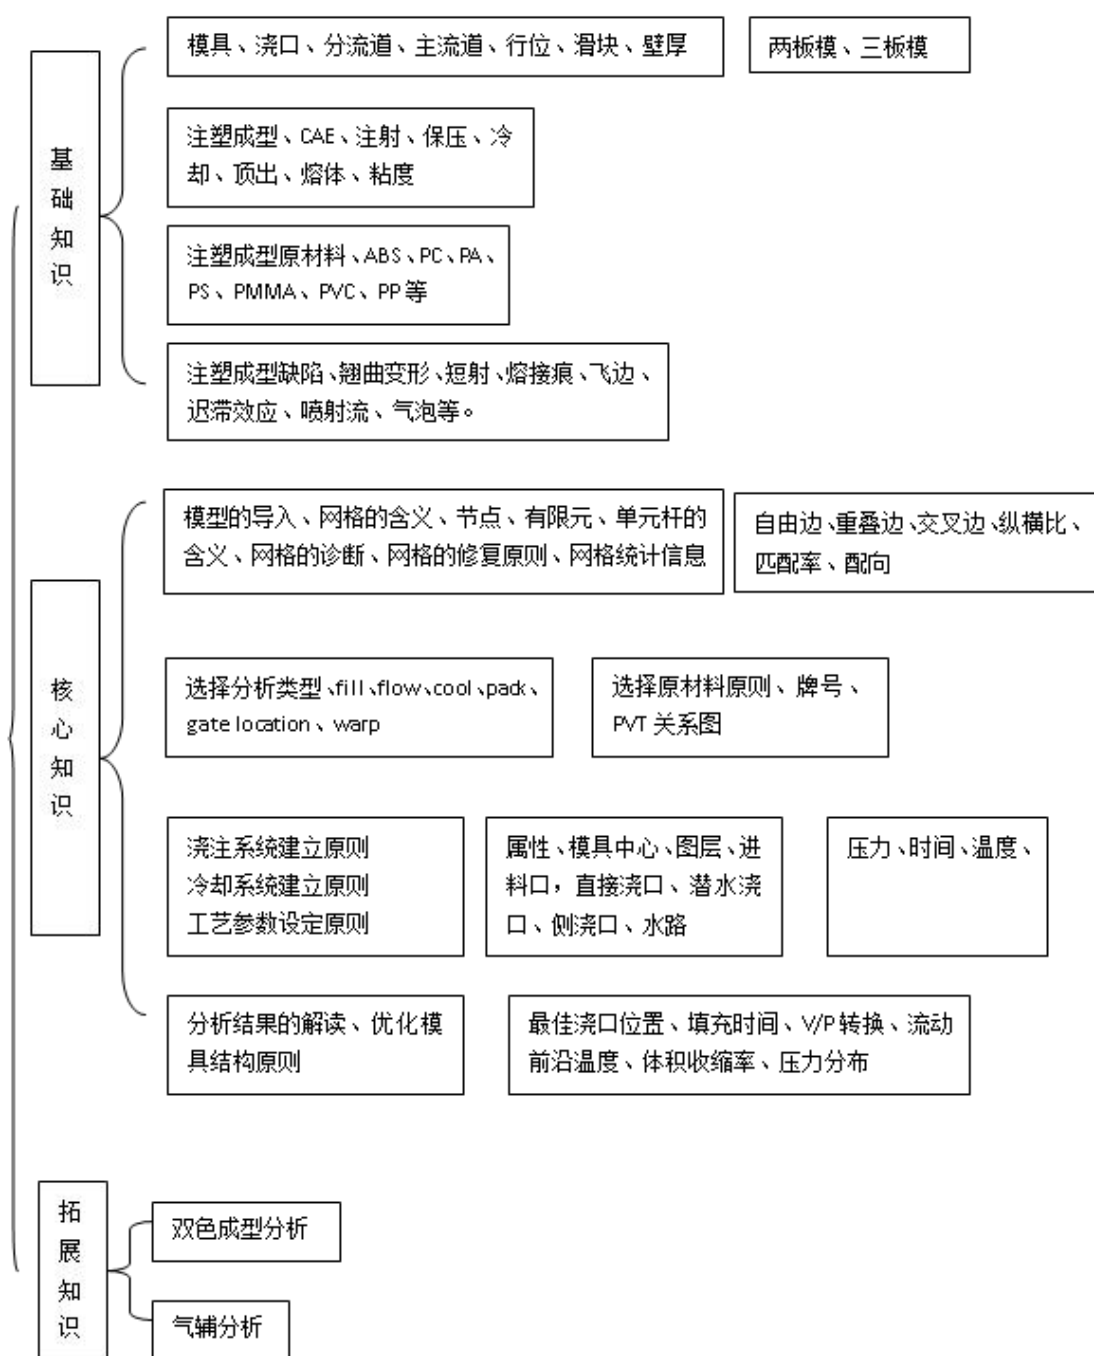 基础知识
模具、浇口、分流道、主流道、行位、滑块、壁厚
两板模、三板模
注塑成型、CAE、注射、保压、冷
却、顶出、熔体、粘度
注塑成型原材料、ABS、PC、PA、
PS、PMMA、PVC、PP等
注塑成型缺陷、翘曲变形、短射、熔接痕、飞边、
迟滞效应、喷射流、气泡等。
核心知识
模型的导入、网格的含义、节点、有限元、单元杆的
含义、网格的诊断、网格的修复原则、网格统计信息
自由边、重叠边、交叉边、纵横比、
匹配率、配向
选择分析类型、fill、flow、cool、pack、
gate location、warp
选择原材料原则、牌号、
PVT关系图
浇注系统建立原则
冷却系统建立原则
工艺参数设定原则
属性、模具中心、图层、进
料口，直接浇口、潜水浇
口、侧浇口、水路
压力、时间、温度、
分析结果的解读、优化模
具结构原则
最佳浇口位置、填充时间、V/P转换、流动
前沿温度、体积收缩率、压力分布
拓展知识
双色成型分析
气辅分析